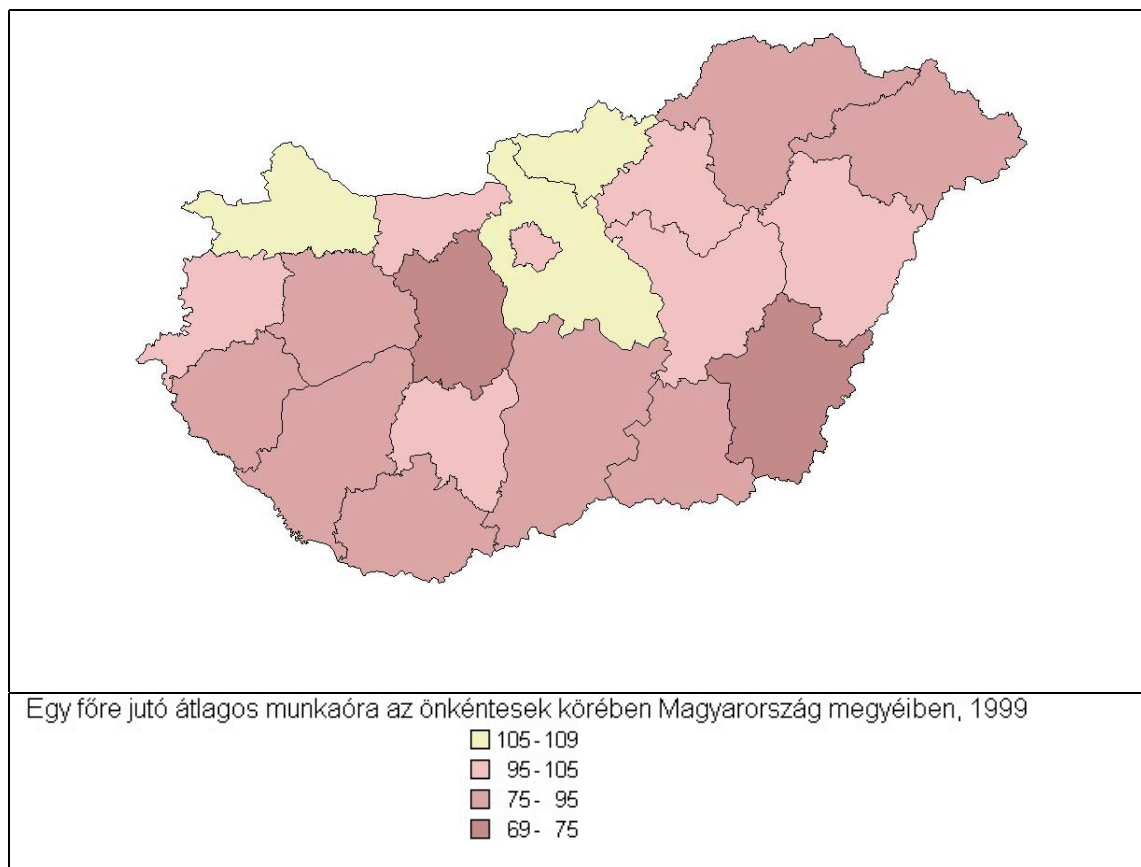 Egy főre jutó átlagos munkaóra az önkéntesek körében Magyarország megyéiben, 1999
105 - 109
95 - 105
75 - 95
69 - 75